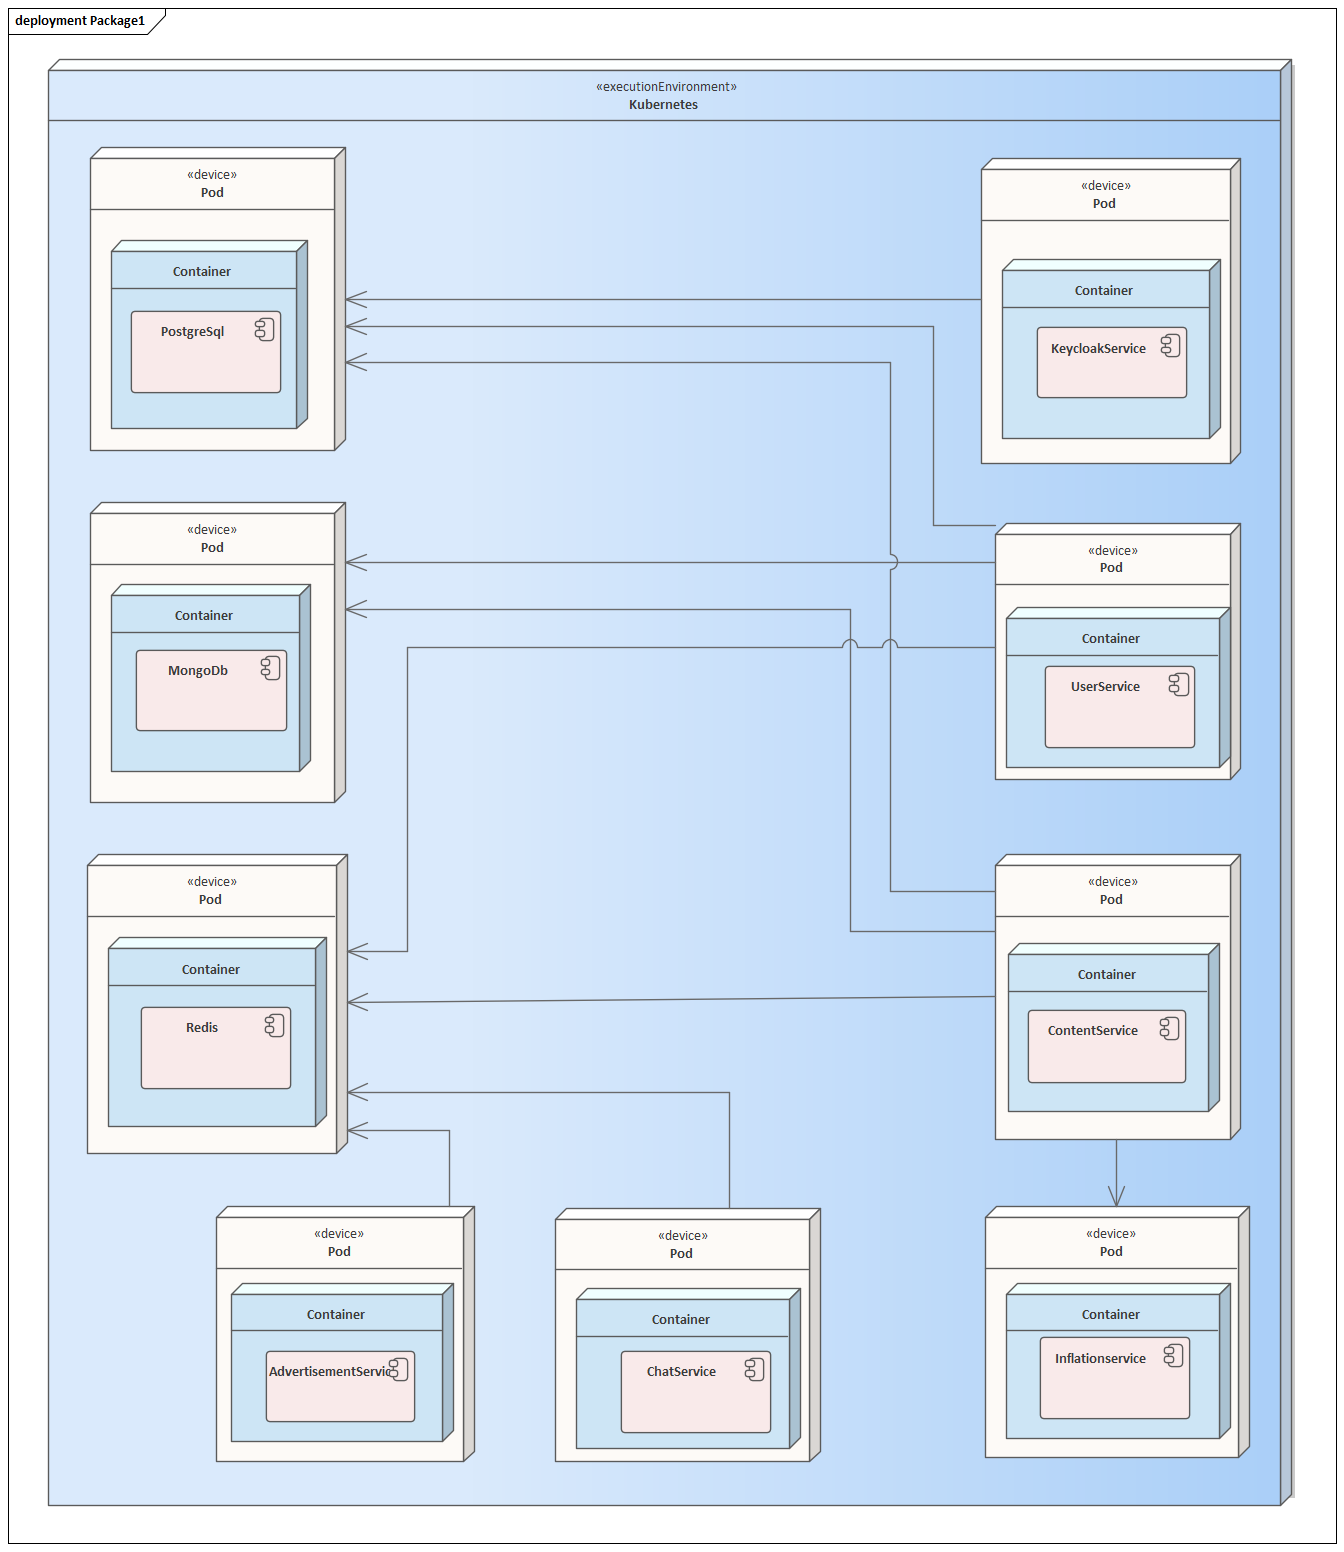 deployment Package1
«executionEnvironment»
Kubernetes
«device»
Pod
Container
PostgreSql
«device»
Pod
Container
KeycloakService
«device»
Pod
Container
MongoDb
«device»
Pod
Container
UserService
«device»
Pod
Container
Redis
«device»
Pod
Container
ContentService
«device»
Pod
Container
AdvertisementServic
«device»
Pod
Container
ChatService
«device»
Pod
Container
Inflationservice